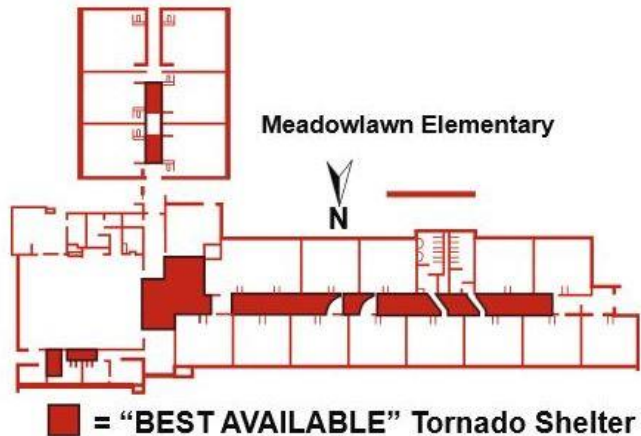 Meadowlawn Elementary
N
= “BEST AVAILABLE” Tornado Shelter